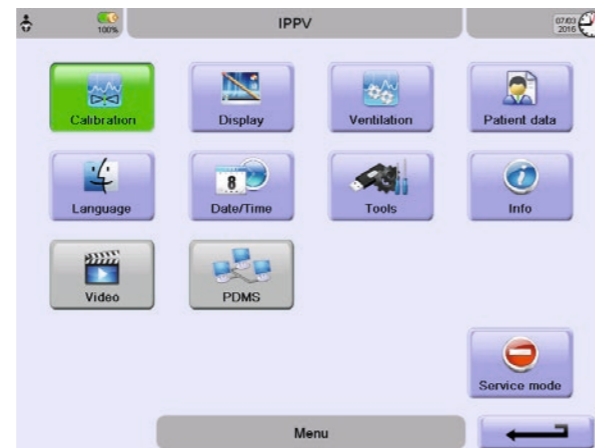 100%
IPPV
07/03
2016
Calibration
Display
Ventilation
Patient data
Language
8
Date/Time
Tools
Info
Video
PDMS
Service mode
Menu